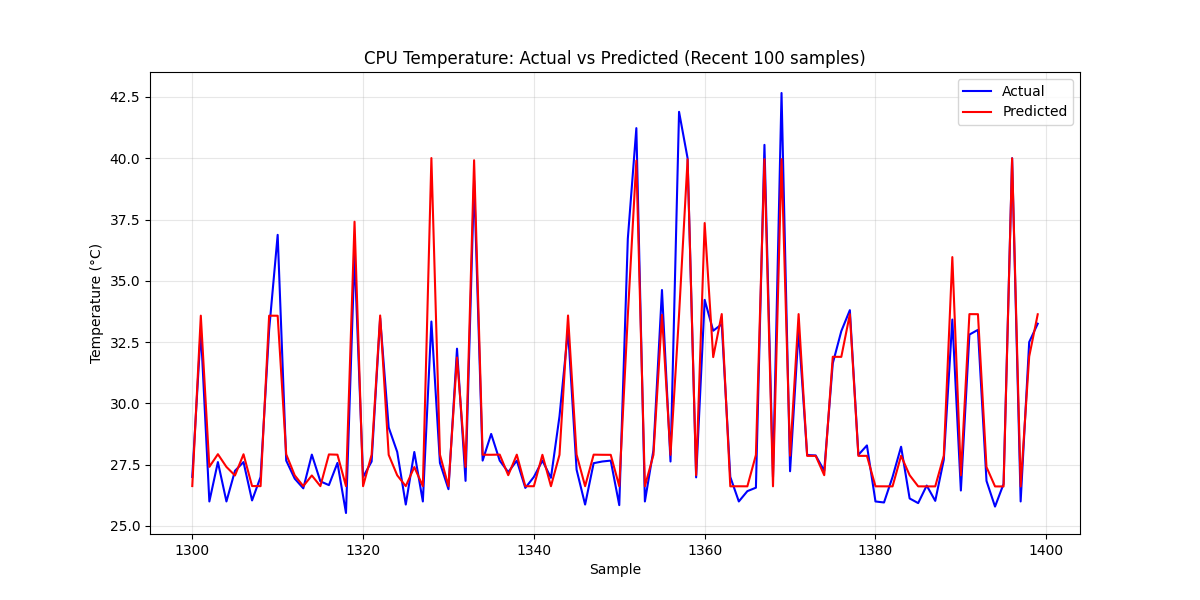 CPU Temperature: Actual vs Predicted (Recent 100 samples)
Actual
Predicted
Temperature (°C)
42.5
40.0
37.5
35.0
32.5
30.0
27.5
25.0
1300 1320 1340 1360 1380 1400
Sample